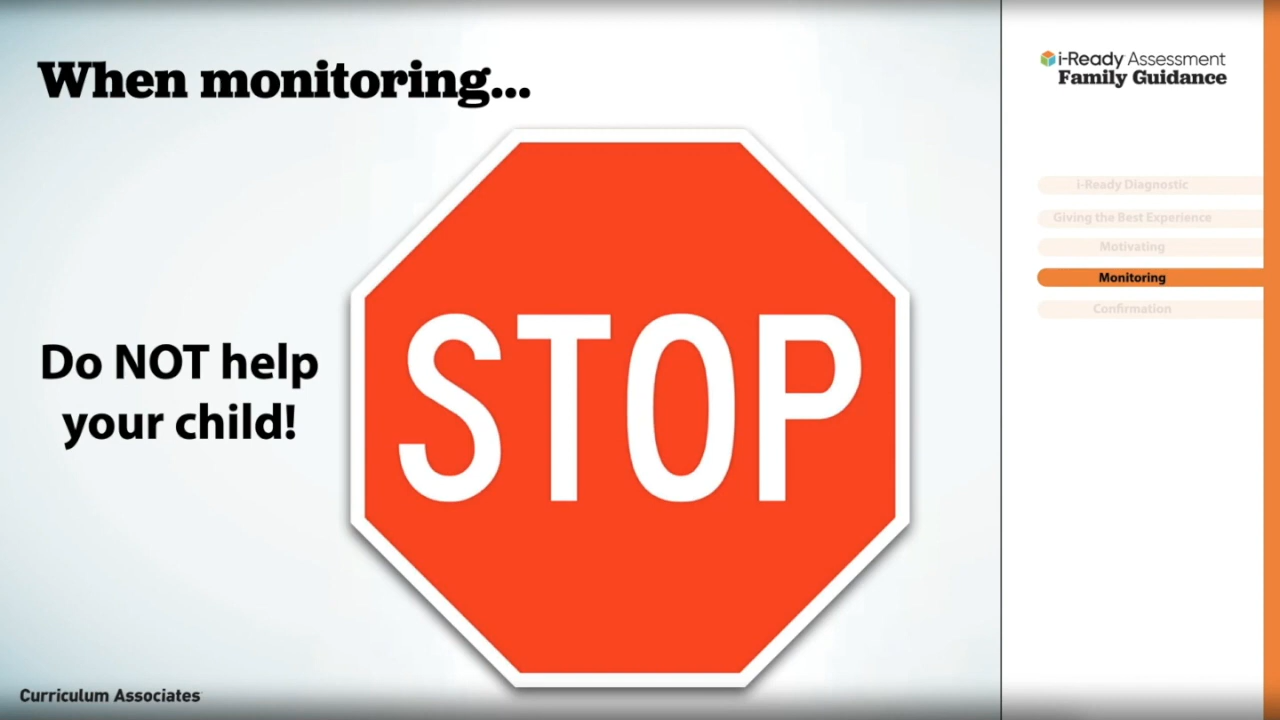 When monitoring...
Do NOT help
your child!
STOP
Curriculum Associates
i-Ready Assessment
Family Guidance
i-Ready Diagnostic
Giving the Best Experience
Motivating
Monitoring
Confirmation